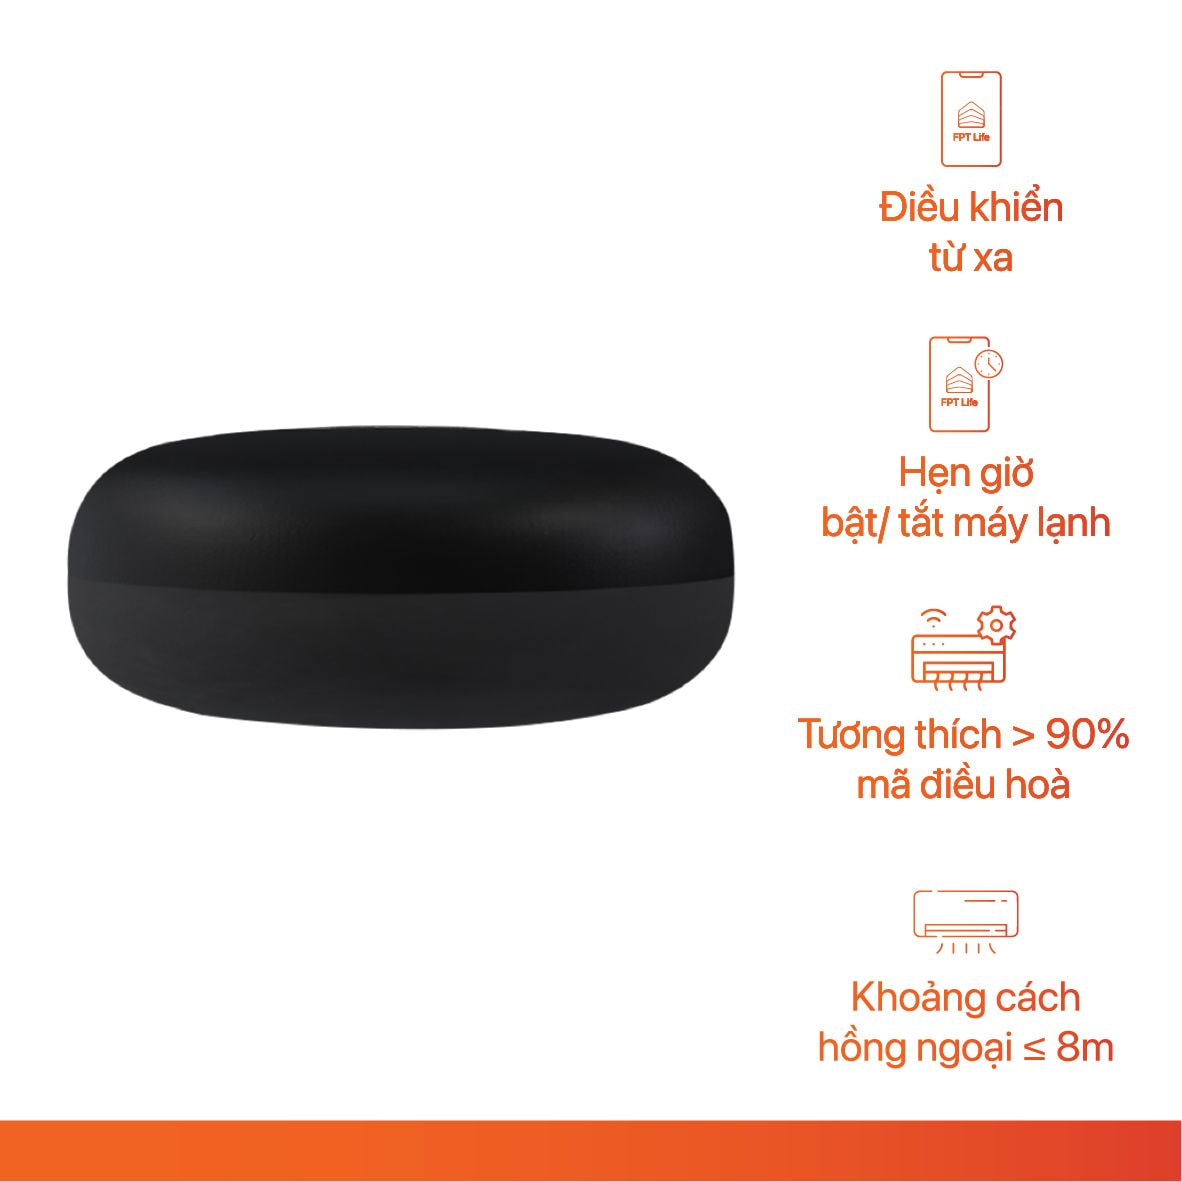 FPT Life
Điều khiển
từ xa
FPT Life
Hẹn giờ
bật/ tắt máy lạnh
Tương thích > 90%
mã điều hoà
Khoảng cách
hồng ngoại ≤ 8m